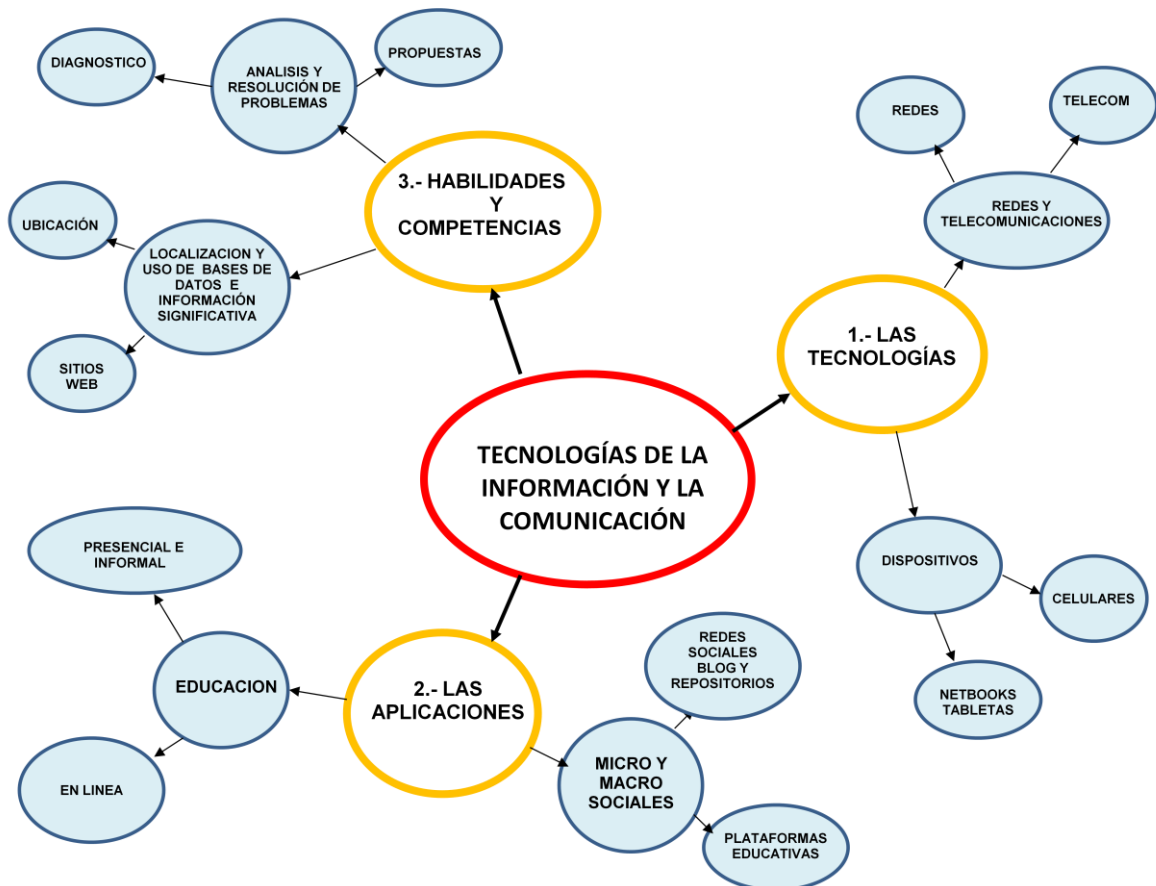 TECNOLOGÍAS DE LA
INFORMACIÓN Y LA
COMUNICACIÓN
1.- LAS
TECNOLOGÍAS
REDES Y
TELECOMUNICACIONES
REDES
TELECOM
DISPOSITIVOS
CELULARES
NETBOOKS
TABLETAS
2.- LAS
APLICACIONES
EDUCACION
PRESENCIAL E
INFORMAL
EN LINEA
MICRO Y
MACRO
SOCIALES
REDES
SOCIALES
BLOG Y
REPOSITORIOS
PLATAFORMAS
EDUCATIVAS
3.- HABILIDADES
Y
COMPETENCIAS
ANALISIS Y
RESOLUCIÓN DE
PROBLEMAS
DIAGNOSTICO
PROPUESTAS
LOCALIZACION Y
USO DE BASES DE
DATOS E
INFORMACIÓN
SIGNIFICATIVA
UBICACIÓN
SITIOS
WEB